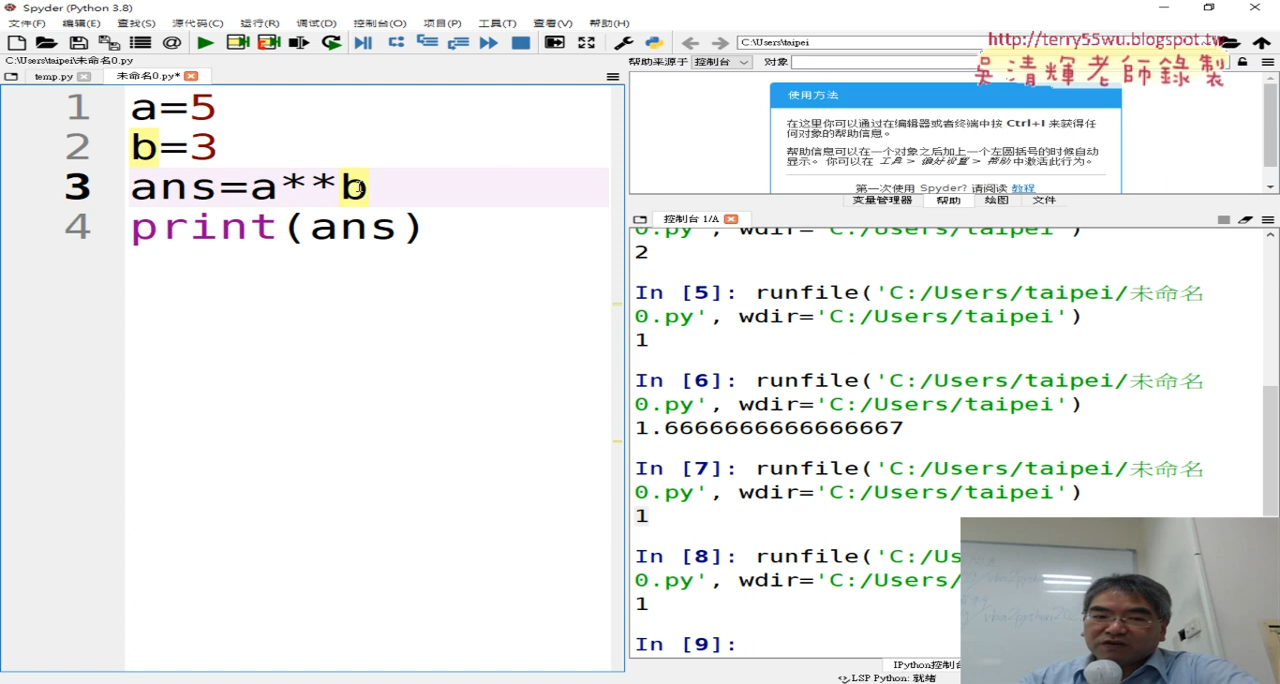 Spyder (Python 3.8)
文件(F) 编辑(E) 查找(S) 源代码(C) 运行(R) 调试(D) 控制台(O) 项目(P) 工具(T) 查看(V) 帮助(H)
C:\Users\taipei
http://terry55wu.blogspot.tw
吳清輝老師錄製
C:\Users\taipei\未命名0.py
temp.py
未命名0.py*
1 a=5
2 b=3
3 ans=a**b
4 print(ans)
帮助来源于 控制台 对象
使用方法
在这里你可以通过在编辑器或者终端中按 Ctrl+I 来获得任
何对象的帮助信息。
帮助信息可以在一个对象之后加上一个左圆括号的时候自动
显示。 你可以在 工具 > 偏好设置 > 帮助 中激活此行为。
第一次使用 Spyder? 请阅读 教程
变量管理器 帮助 绘图 文件
控制台 1/A
0.py', wdir='C:/Users/taipei')
2
In [5]: runfile('C:/Users/taipei/未命名
0.py', wdir='C:/Users/taipei')
1
In [6]: runfile('C:/Users/taipei/未命名
0.py', wdir='C:/Users/taipei')
1.6666666666666667
In [7]: runfile('C:/Users/taipei/未命名
0.py', wdir='C:/Users/taipei')
1
In [8]: runfile('C:/Us
0.py', wdir='C:/Users/
1
In [9]:
IPython控制台
LSP Python: 就绪